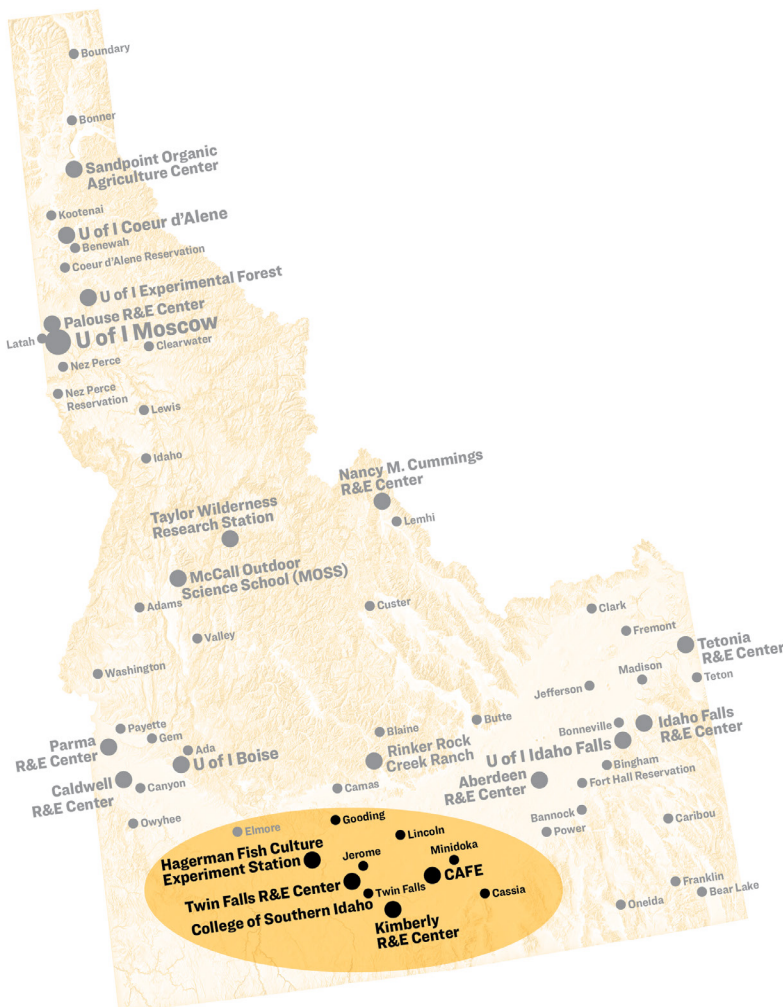 Boundary
Bonner
Sandpoint Organic
Agriculture Center
Kootenai
U of I Coeur d’Alene
Benewah
Coeur d’Alene Reservation
U of I Experimental Forest
Palouse R&E Center
U of I Moscow
Latah
Clearwater
Nez Perce
Nez Perce
Reservation
Lewis
Idaho
Nancy M. Cummings
R&E Center
Lemhi
Taylor Wilderness
Research Station
McCall Outdoor
Science School (MOSS)
Adams
Custer
Clark
Valley
Fremont
Tetonia
R&E Center
Washington
Madison
Teton
Jefferson
Payette
Gem
Parma
R&E Center
Ada
U of I Boise
Blaine
Butte
Rinker Rock
Creek Ranch
Bonneville
Idaho Falls
R&E Center
U of I Idaho Falls
Bingham
Aberdeen
R&E Center
Fort Hall Reservation
Caldwell
R&E Center
Canyon
Camas
Owyhee
Elmore
Gooding
Lincoln
Bannock
Power
Caribou
Hagerman Fish Culture
Experiment Station
Jerome
Minidoka
CAFE
Twin Falls R&E Center
Twin Falls
College of Southern Idaho
Cassia
Kimberly
R&E Center
Franklin
Bear Lake
Oneida